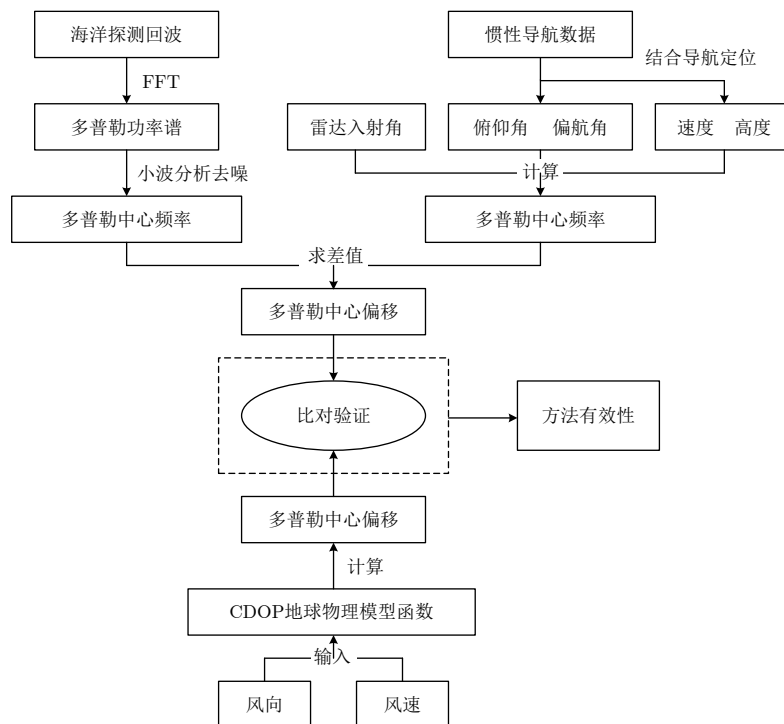 海洋探测回波
惯性导航数据
FFT
结合导航定位
多普勒功率谱
雷达入射角
俯仰角 偏航角
速度 高度
小波分析去噪
计算
多普勒中心频率
多普勒中心频率
求差值
多普勒中心偏移
比对验证
方法有效性
多普勒中心偏移
计算
CDOP地球物理模型函数
输入
风向
风速